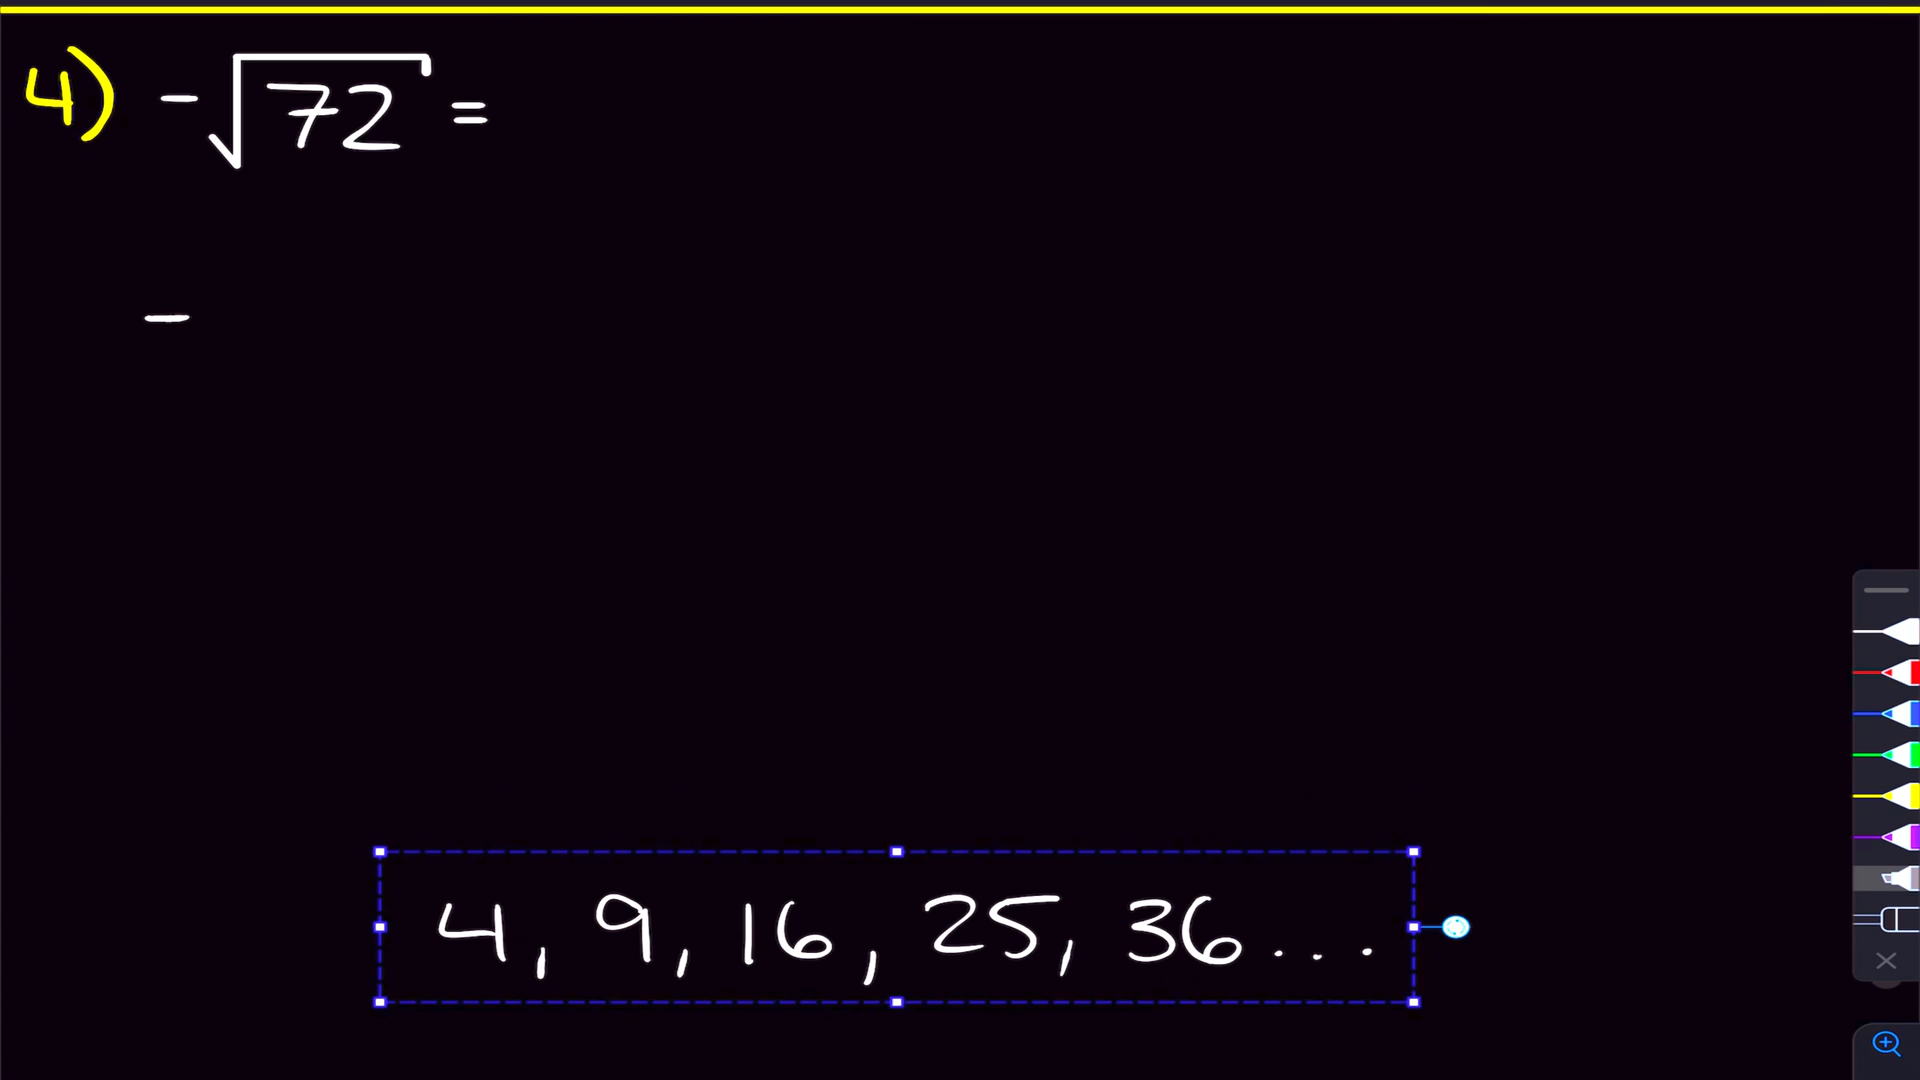 4) -√72 =
-
4, 9, 16, 25, 36...